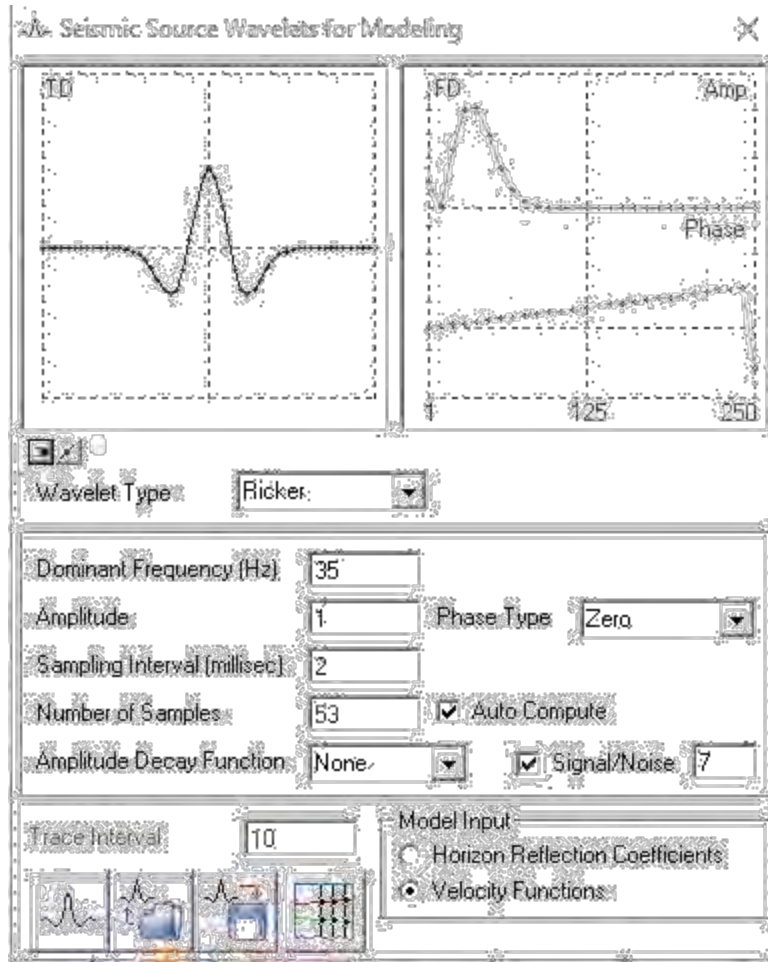 Seismic Source Wavelets for Modeling
TD
FD
Amp
Phase
1
125
250
Wavelet Type
Ricker
Dominant Frequency (Hz)
35
Amplitude
1
Phase Type
Zero
Sampling Interval (millisec)
2
Number of Samples
53
Auto Compute
Amplitude Decay Function
None
Signal/Noise
7
Trace Interval
10
Model Input
Horizon Reflection Coefficients
Velocity Functions